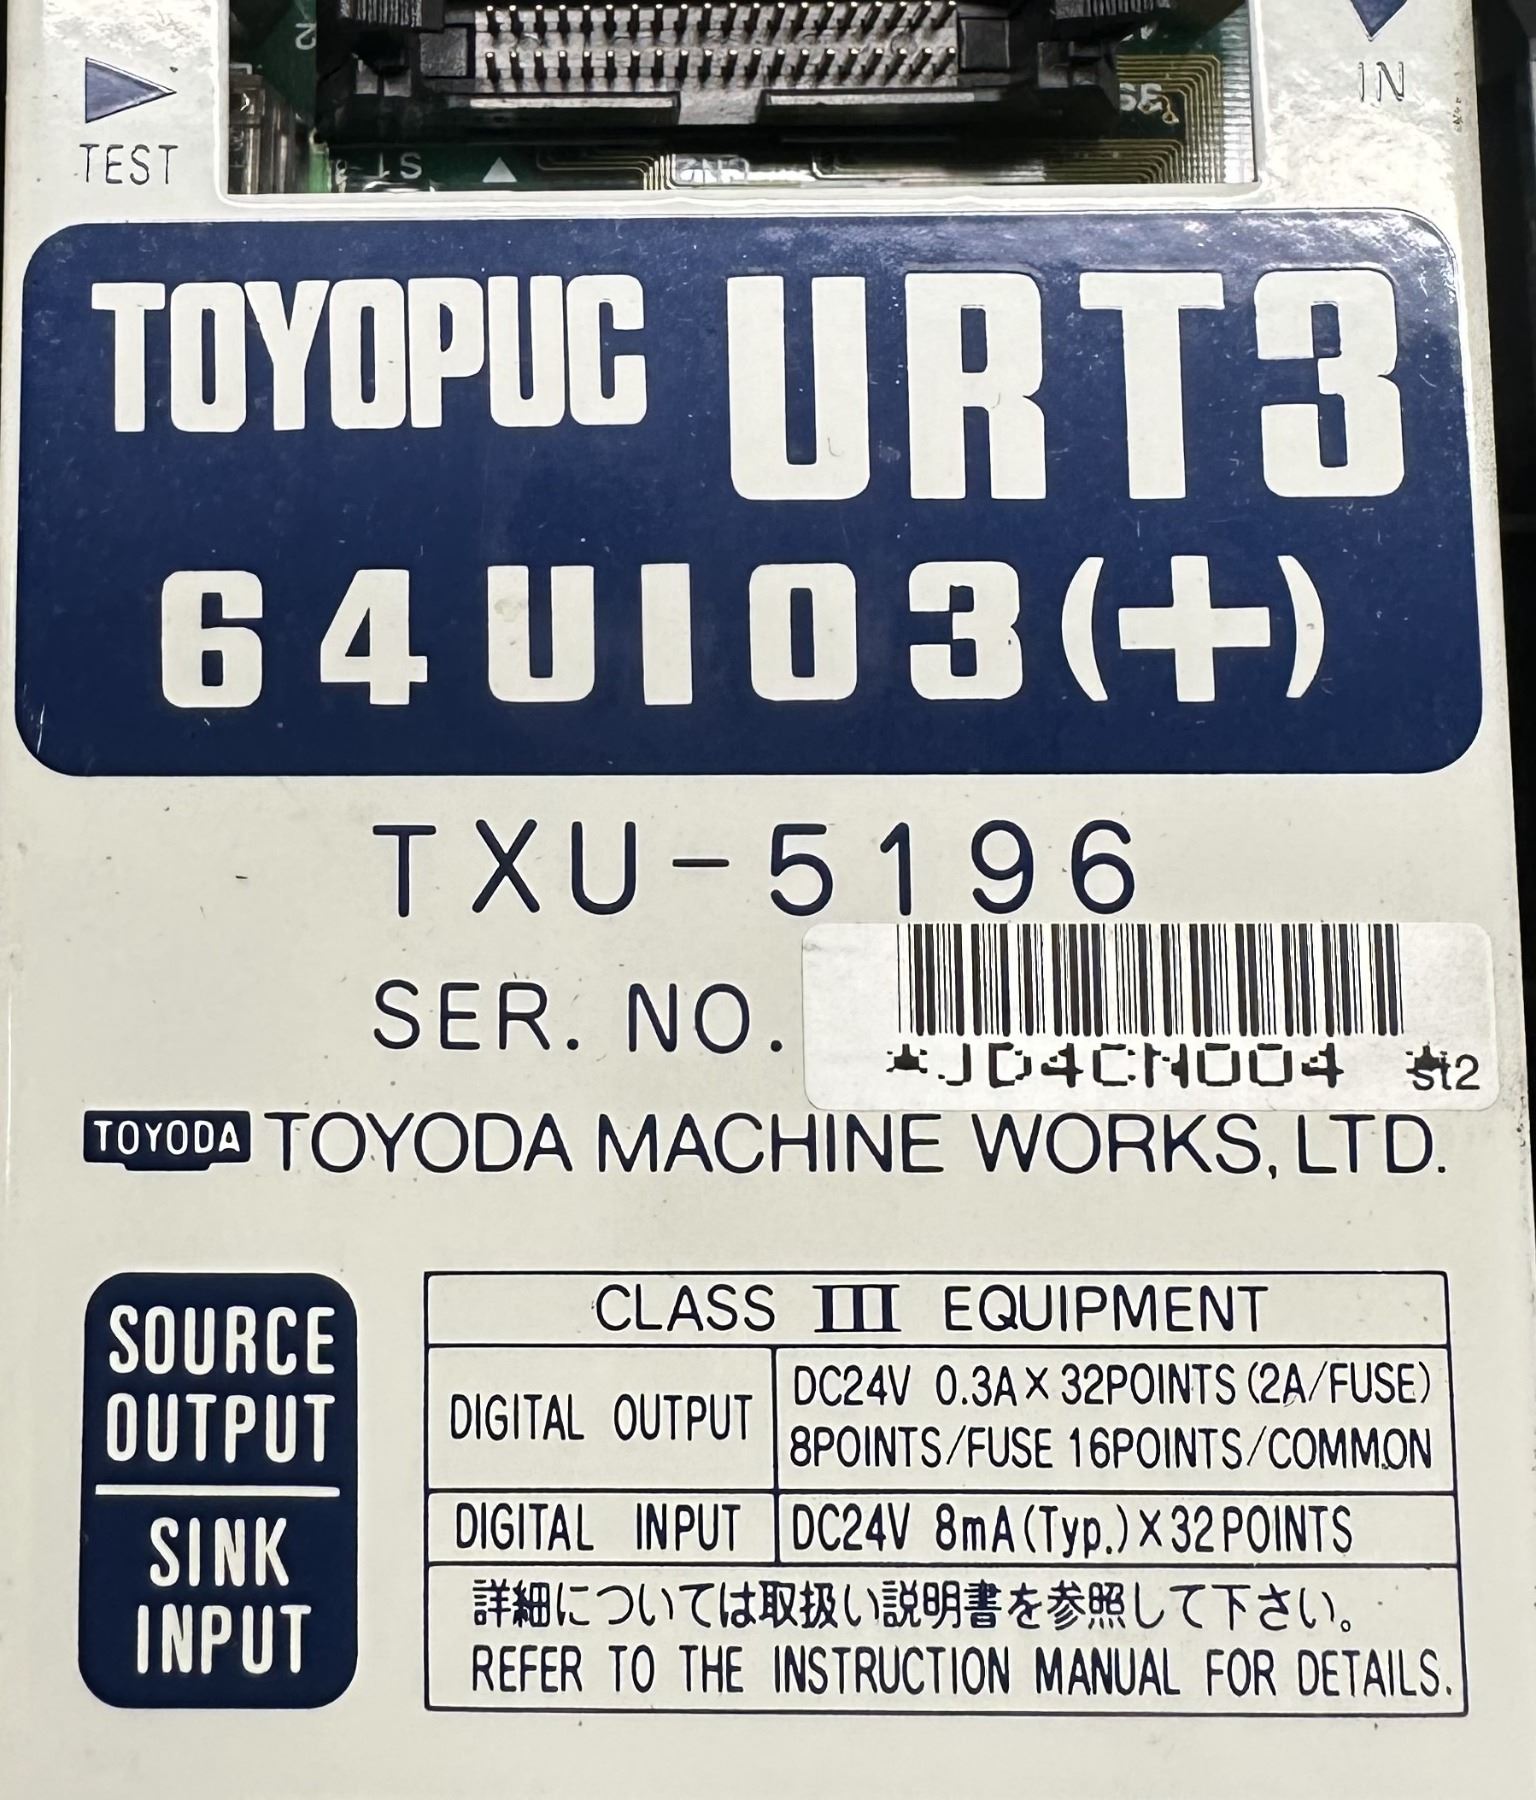 TEST
IN
TOYOPUC URT3
64UIO3(+)
TXU-5196
SER. NO.
*JD4CN004 *
st2
TOYODA TOYODA MACHINE WORKS, LTD.
SOURCE
OUTPUT
SINK
INPUT
CLASS III EQUIPMENT
DIGITAL OUTPUT
DC24V 0.3A×32POINTS(2A/FUSE)
8POINTS/FUSE 16POINTS/COMMON
DIGITAL INPUT
DC24V 8mA(Typ.)×32POINTS
詳細については取扱い説明書を参照して下さい。
REFER TO THE INSTRUCTION MANUAL FOR DETAILS.